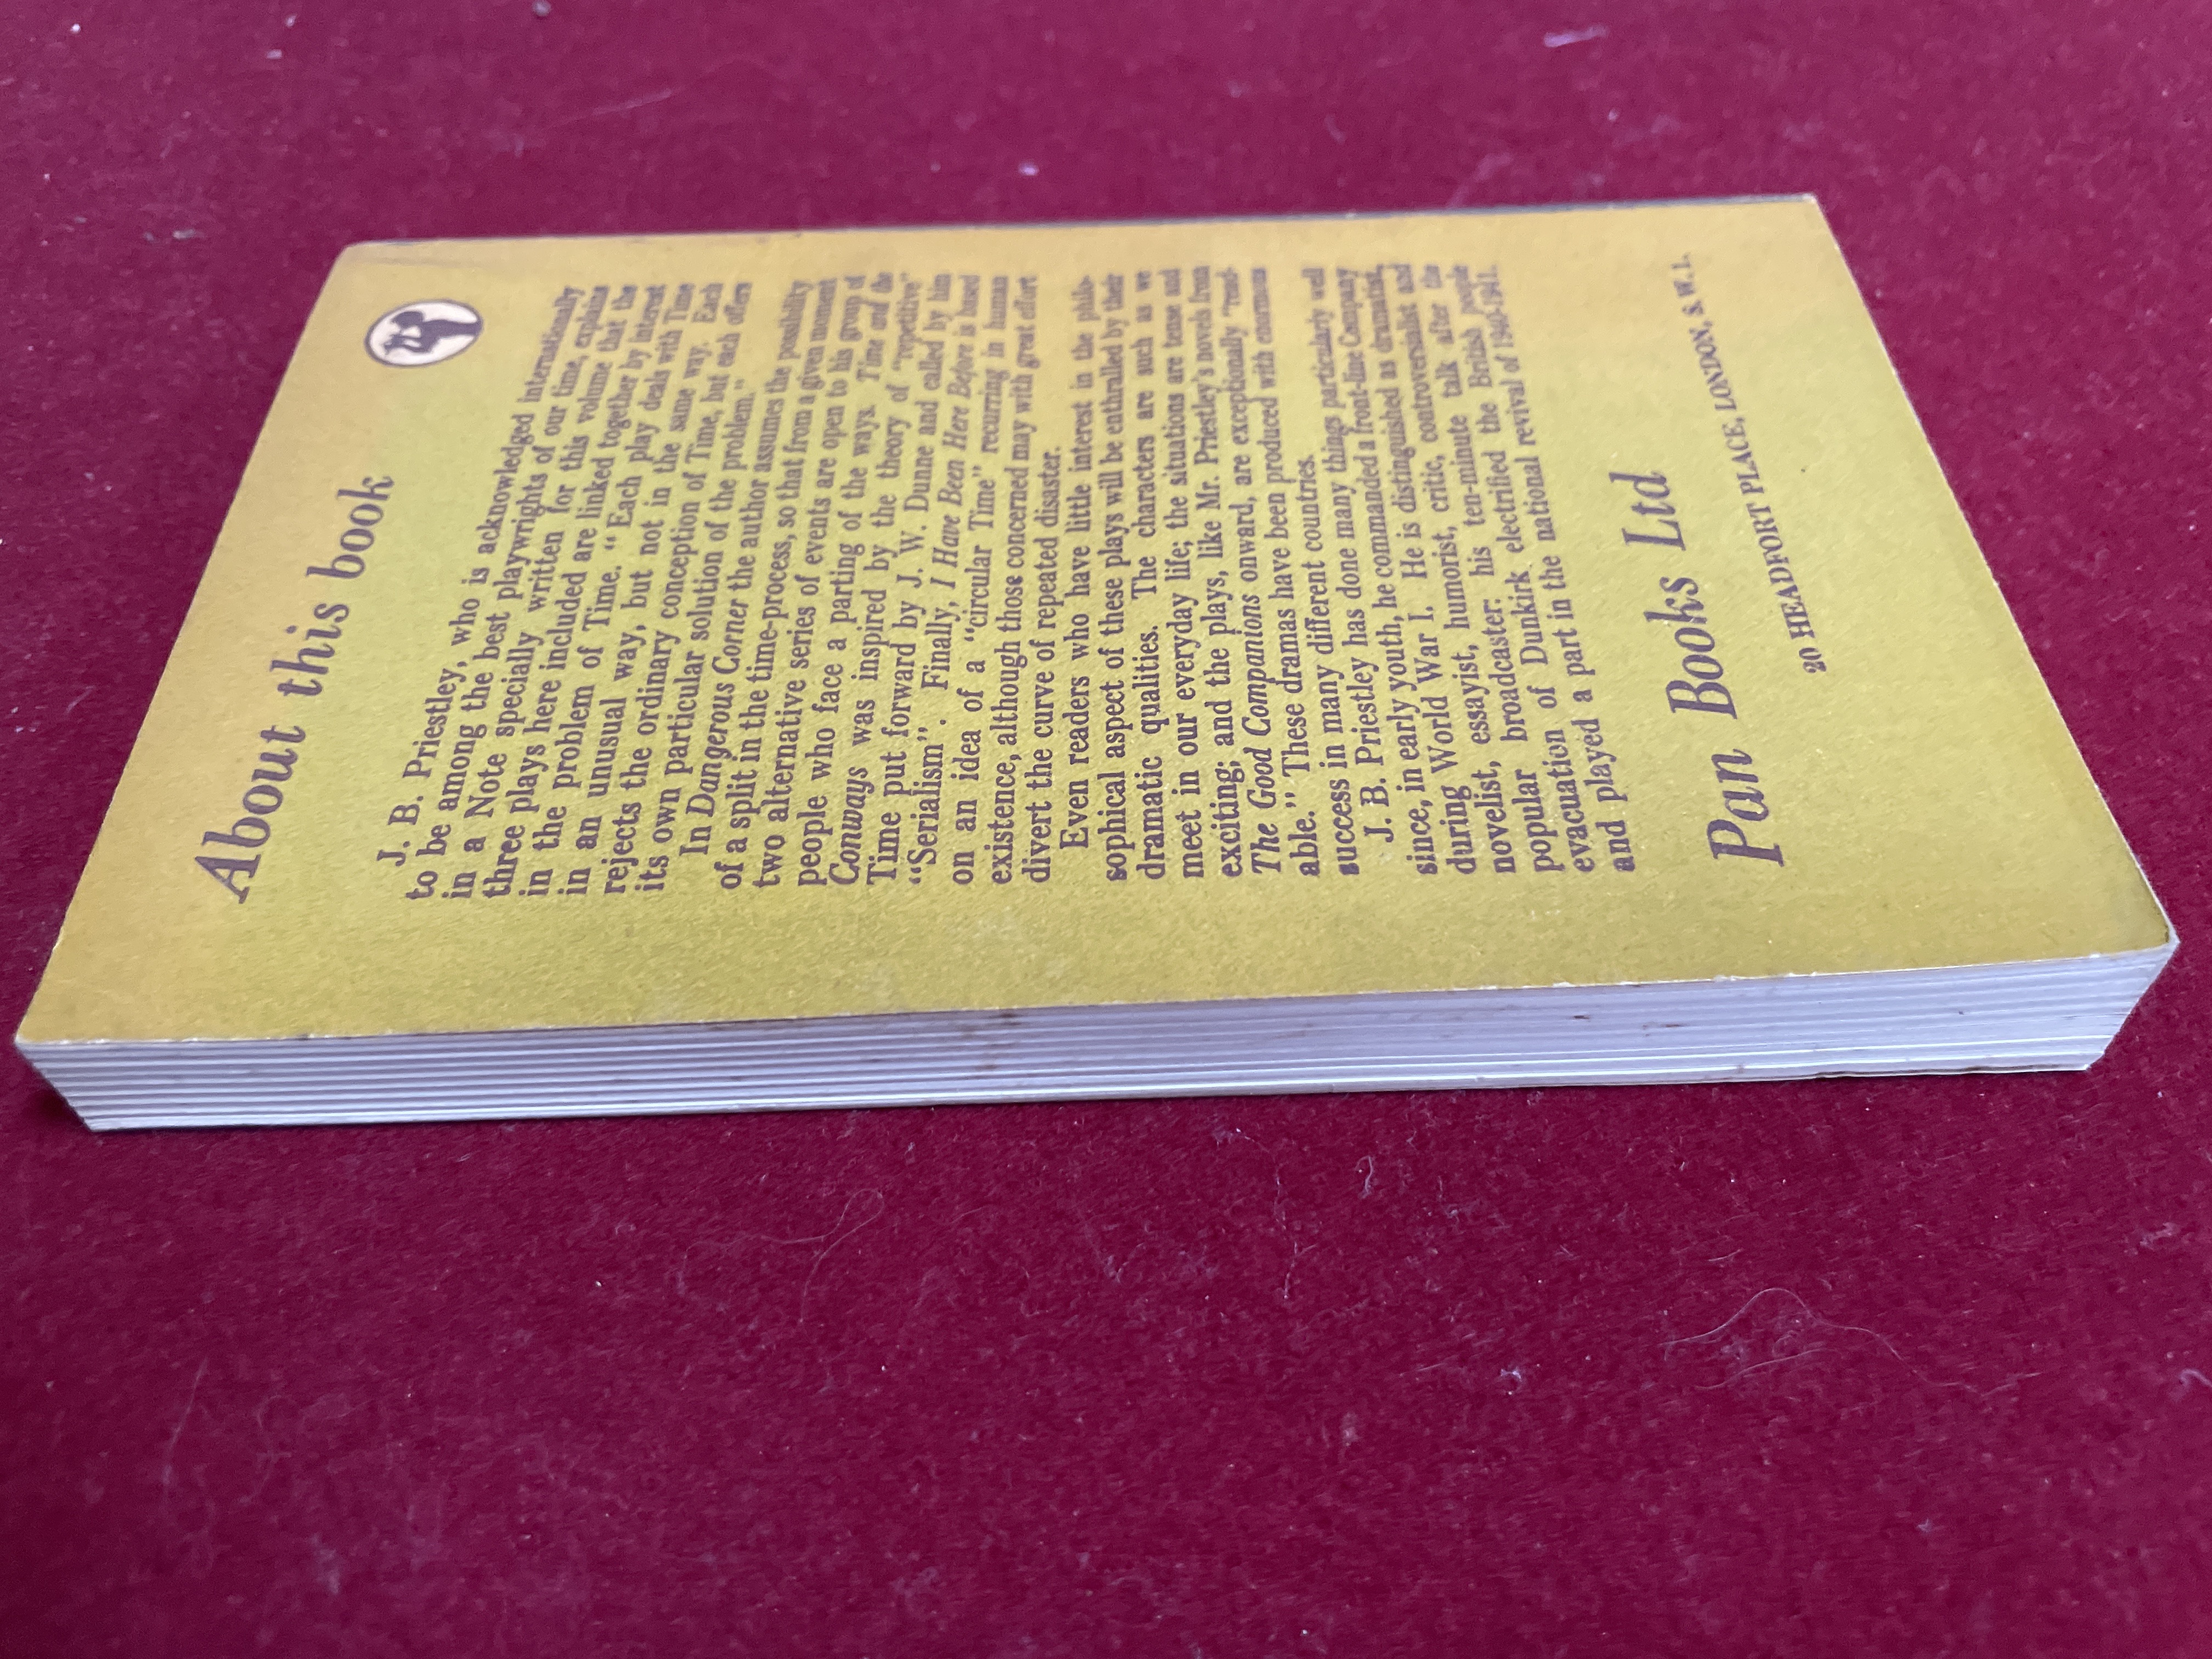 About this book
J. B. Priestley, who is acknowledged internationally
to be among the best playwrights of our time, explains
in a Note specially written for this volume that the
three plays here included are linked together by interest
in the problem of Time. “Each play deals with Time
in an unusual way, but not in the same way. Each
rejects the ordinary conception of Time, but each offers
its own particular solution of the problem.”
In Dangerous Corner the author assumes the possibility
of a split in the time-process, so that from a given moment
two alternative series of events are open to his group of
people who face a parting of the ways. Time and the
Conways was inspired by the theory of “repetitive”
Time put forward by J. W. Dunne and called by him
“Serialism”. Finally, I Have Been Here Before is based
on an idea of a “circular Time” recurring in human
existence, although those concerned may with great effort
divert the curve of repeated disaster.
Even readers who have little interest in the philo-
sophical aspect of these plays will be enthralled by their
dramatic qualities. The characters are such as we
meet in our everyday life; the situations are tense and
exciting; and the plays, like Mr. Priestley's novels from
The Good Companions onward, are exceptionally “read-
able.” These dramas have been produced with enormous
success in many different countries.
J. B. Priestley has done many things particularly well
since, in early youth, he commanded a front-line Company
during World War I. He is distinguished as dramatist,
novelist, essayist, humorist, critic, controversialist and
popular broadcaster: his ten-minute talk after the
evacuation of Dunkirk electrified the British people
and played a part in the national revival of 1940-1941.
Pan Books Ltd
20 HEADFORT PLACE, LONDON, S.W.1.